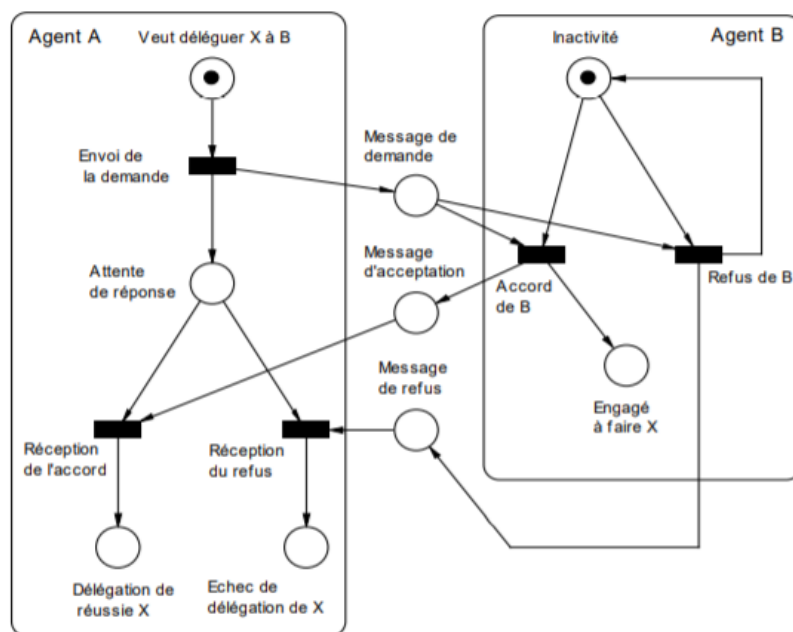 Agent A
Veut déléguer X à B
Envoi de
la demande
Attente
de réponse
Réception
de l'accord
Réception
du refus
Délégation de
réussie X
Echec de
délégation de X
Message de
demande
Message
d'acceptation
Message
de refus
Agent B
Inactivité
Accord
de B
Refus de B
Engagé
à faire X